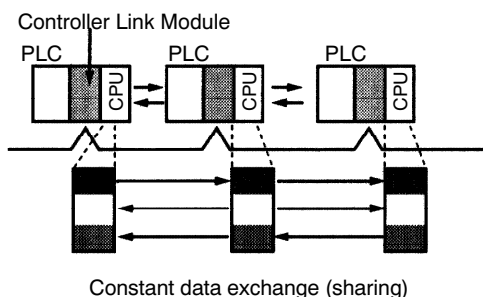 Controller Link Module
PLC
PLC
PLC
CPU
CPU
CPU
Constant data exchange (sharing)